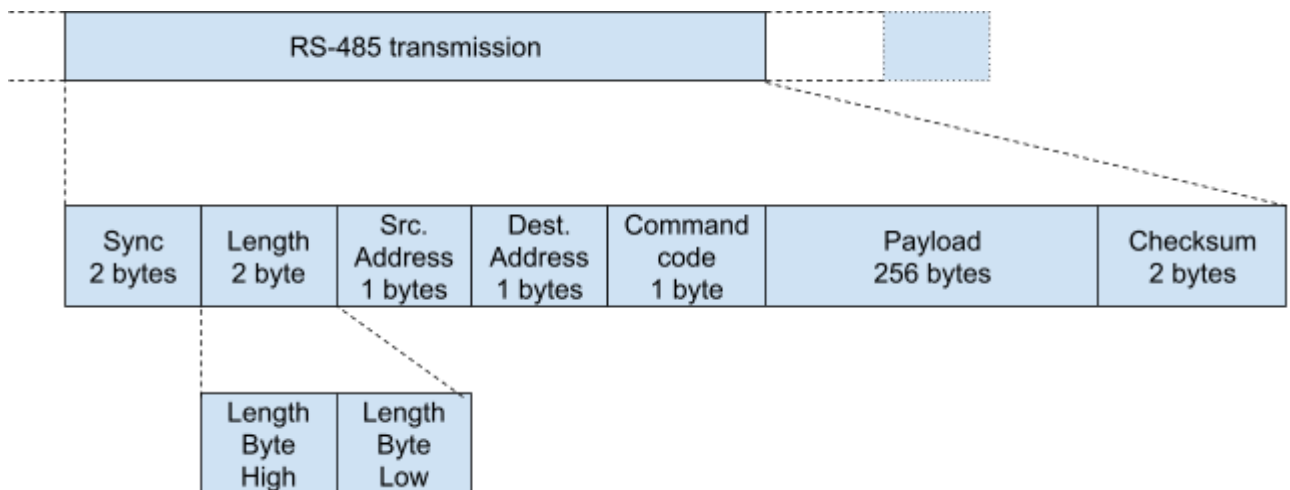 RS-485 transmission
Sync
2 bytes
Length
2 byte
Src.
Address
1 bytes
Dest.
Address
1 bytes
Command
code
1 byte
Payload
256 bytes
Checksum
2 bytes
Length
Byte
High
Length
Byte
Low